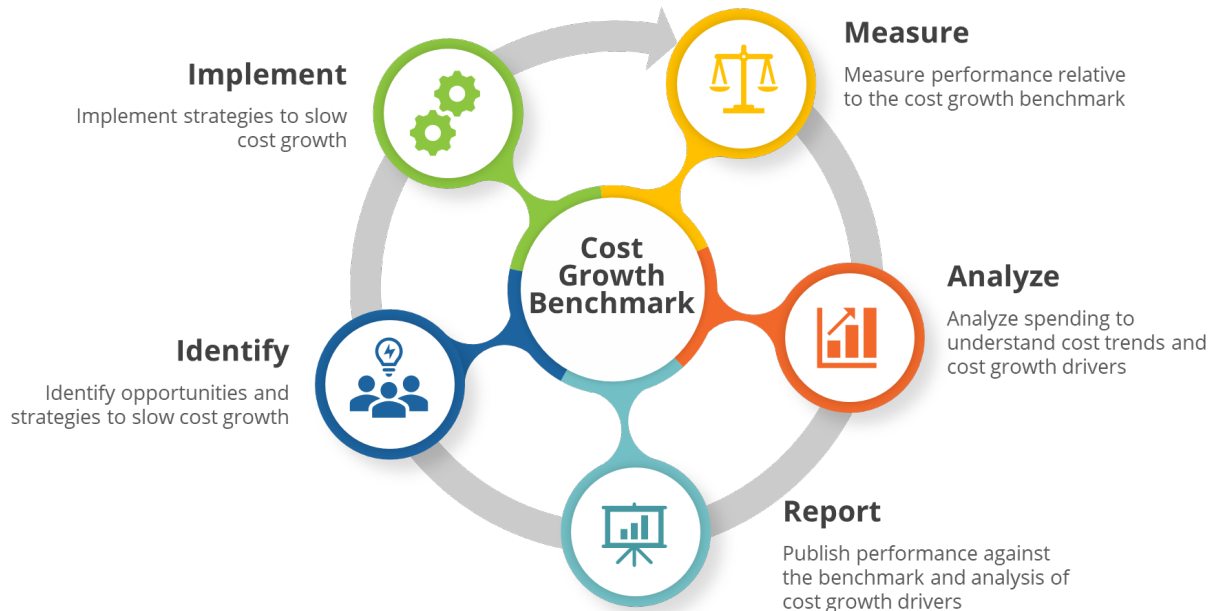 Measure
Measure performance relative
to the cost growth benchmark
Analyze
Analyze spending to
understand cost trends and
cost growth drivers
Report
Publish performance against
the benchmark and analysis of
cost growth drivers
Identify
Identify opportunities and
strategies to slow cost growth
Implement
Implement strategies to slow
cost growth
Cost
Growth
Benchmark